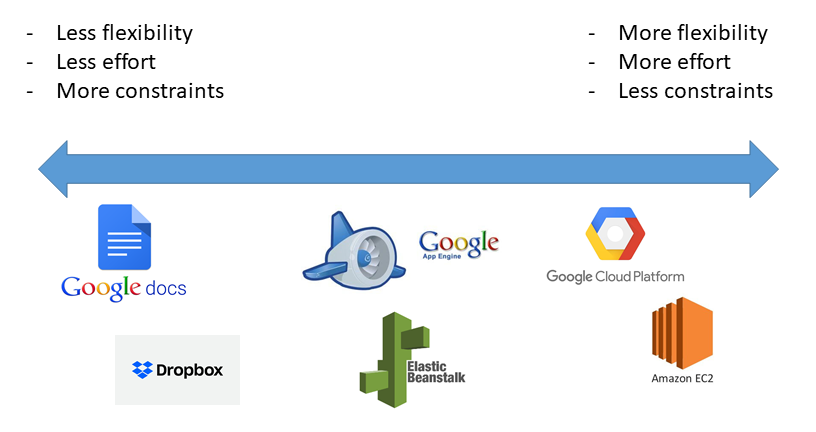 - Less flexibility
- Less effort
- More constraints
- More flexibility
- More effort
- Less constraints
Google docs
Google
App Engine
Google Cloud Platform
Dropbox
Elastic
Beanstalk
Amazon EC2